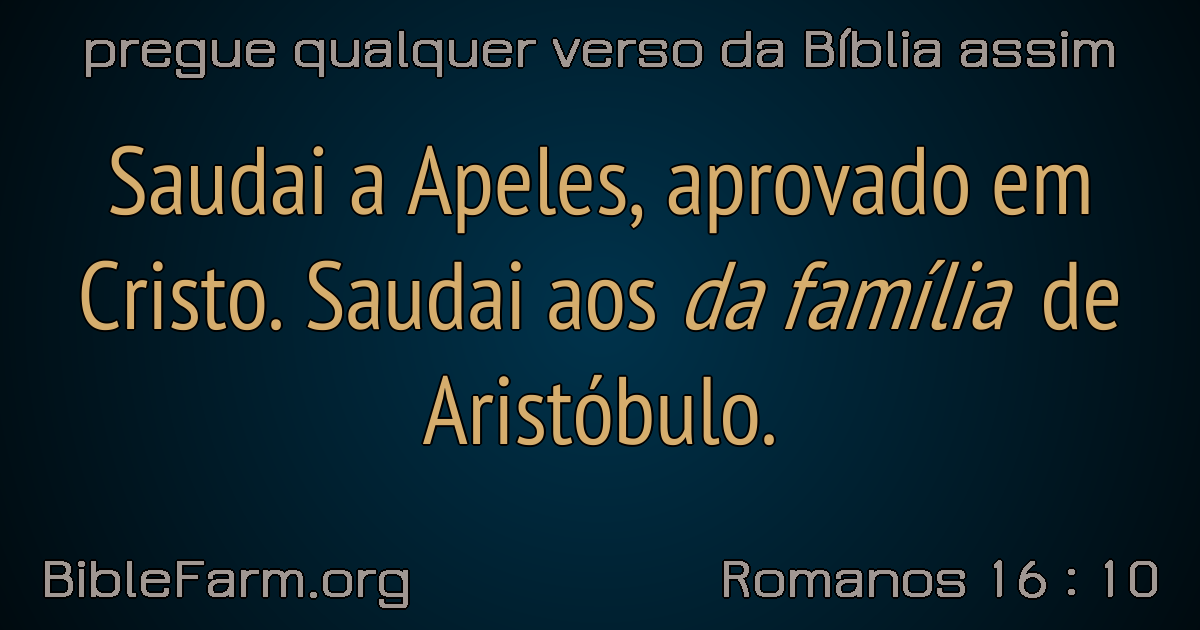 pregue qualquer verso da Bíblia assim
Saudai a Apeles, aprovado em
Cristo. Saudai aos da família de
Aristóbulo.
BibleFarm.org
Romanos 16 : 10